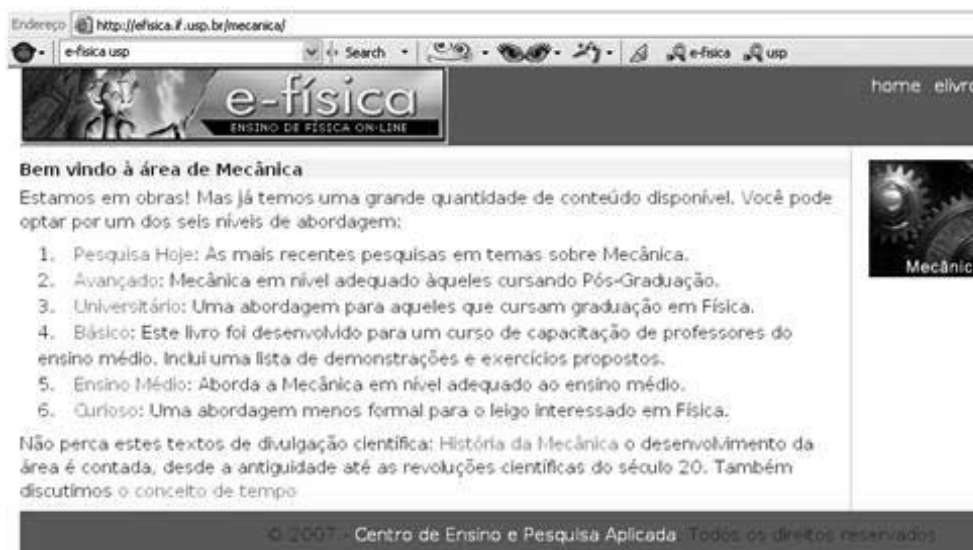 Endereço http://efisica.if.usp.br/mecanica/
e-fisica usp Search e-fisica usp
e-física
ENSINO DE FÍSICA ON-LINE
home elivro
Bem vindo à área de Mecânica
Estamos em obras! Mas já temos uma grande quantidade de conteúdo disponível. Você pode
optar por um dos seis níveis de abordagem:
1. Pesquisa Hoje: As mais recentes pesquisas em temas sobre Mecânica.
2. Avançado: Mecânica em nível adequado àqueles cursando Pós-Graduação.
3. Universitário: Uma abordagem para aqueles que cursam graduação em Física.
4. Básico: Este livro foi desenvolvido para um curso de capacitação de professores do
ensino médio. Inclui uma lista de demonstrações e exercícios propostos.
5. Ensino Médio: Aborda a Mecânica em nível adequado ao ensino médio.
6. Curioso: Uma abordagem menos formal para o leigo interessado em Física.
Mecânic
Não perca estes textos de divulgação científica: História da Mecânica o desenvolvimento da
área é contada, desde a antiguidade até as revoluções científicas do século 20. Também
discutimos o conceito de tempo
© 2007 - Centro de Ensino e Pesquisa Aplicada. Todos os direitos reservados